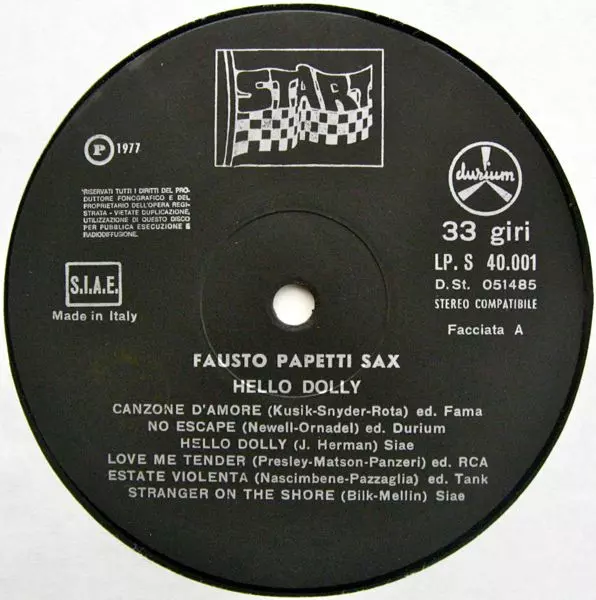 START
P 1977
durium
*RISERVATI TUTTI I DIRITTI DEL PRO-
DUTTORE FONOGRAFICO E DEL
PROPRIETARIO DELL'OPERA REGI-
STRATA - VIETATE DUPLICAZIONE,
UTILIZZAZIONE DI QUESTO DISCO
PER PUBBLICA ESECUZIONE E
RADIODIFFUSIONE.
33 giri
LP. S 40.001
D.St. 051485
STEREO COMPATIBILE
Facciata A
S.I.A.E.
Made in Italy
FAUSTO PAPETTI SAX
HELLO DOLLY
CANZONE D'AMORE (Kusik-Snyder-Rota) ed. Fama
NO ESCAPE (Newell-Ornadel) ed. Durium
HELLO DOLLY (J. Herman) Siae
LOVE ME TENDER (Presley-Matson-Panzeri) ed. RCA
ESTATE VIOLENTA (Nascimbene-Pazzaglia) ed. Tank
STRANGER ON THE SHORE (Bilk-Mellin) Siae